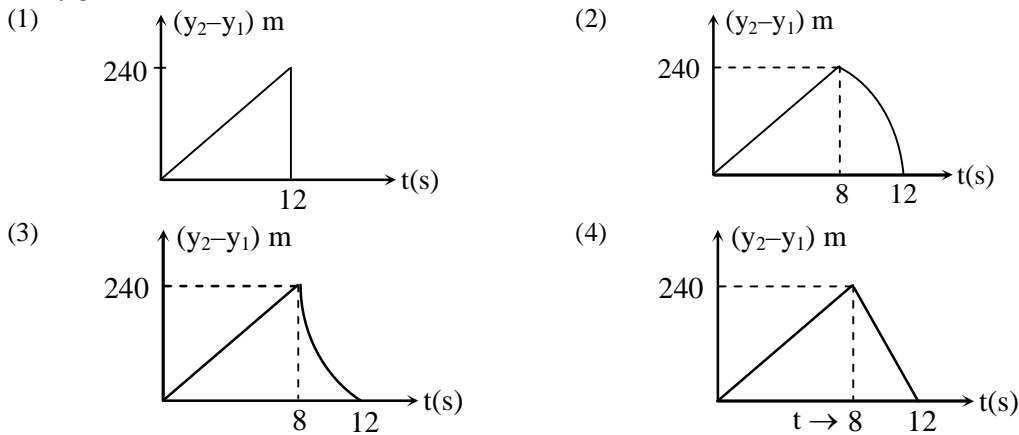 (1) (y₂–y₁) m
240
12
t(s)
(2) (y₂–y₁) m
240
8 12
t(s)
(3) (y₂–y₁) m
240
8 12
t(s)
(4) (y₂–y₁) m
240
t → 8 12
t(s)